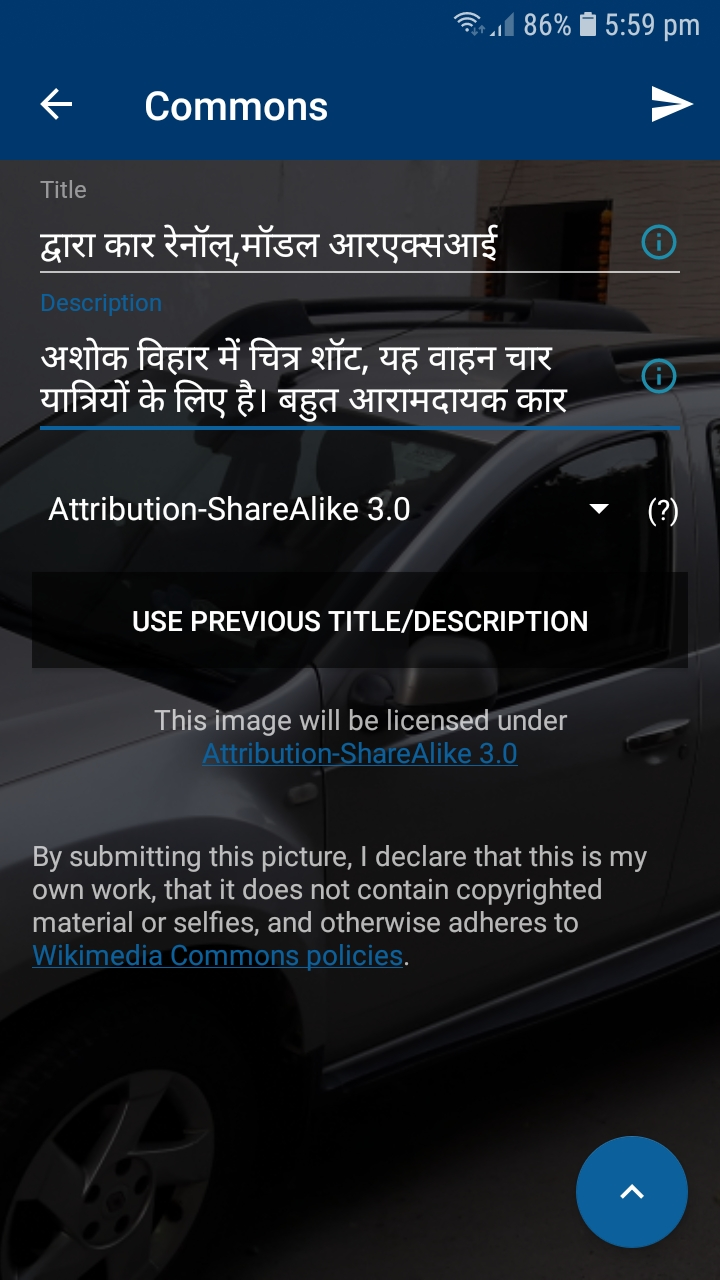 86% 5:59 pm
Commons
Title
द्वारा कार रेनॉल्,मॉडल आरएक्सआई
Description
अशोक विहार में चित्र शॉट, यह वाहन चार
यात्रियों के लिए है। बहुत आरामदायक कार
Attribution-ShareAlike 3.0 (?)
USE PREVIOUS TITLE/DESCRIPTION
This image will be licensed under
Attribution-ShareAlike 3.0
By submitting this picture, I declare that this is my
own work, that it does not contain copyrighted
material or selfies, and otherwise adheres to
Wikimedia Commons policies.